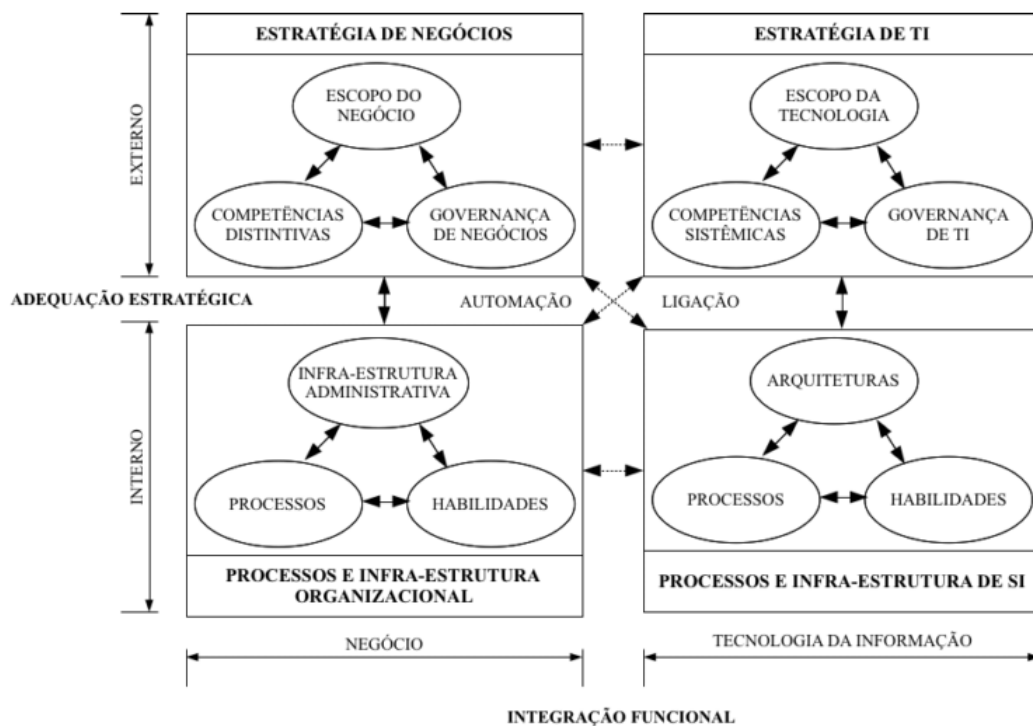 ESTRATÉGIA DE NEGÓCIOS
ESTRATÉGIA DE TI
EXTERNO
ESCOPO DO
NEGÓCIO
ESCOPO DA
TECNOLOGIA
COMPETÊNCIAS
DISTINTIVAS
GOVERNANÇA
DE NEGÓCIOS
COMPETÊNCIAS
SISTÊMICAS
GOVERNANÇA
DE TI
ADEQUAÇÃO ESTRATÉGICA
AUTOMAÇÃO
LIGAÇÃO
INTERNO
INFRA-ESTRUTURA
ADMINISTRATIVA
ARQUITETURAS
PROCESSOS
HABILIDADES
PROCESSOS
HABILIDADES
PROCESSOS E INFRA-ESTRUTURA
ORGANIZACIONAL
PROCESSOS E INFRA-ESTRUTURA DE SI
NEGÓCIO
TECNOLOGIA DA INFORMAÇÃO
INTEGRAÇÃO FUNCIONAL